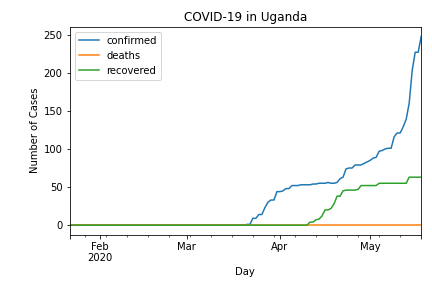 COVID-19 in Uganda
confirmed
deaths
recovered
Number of Cases
250
200
150
100
50
0
Feb Mar Apr May
2020
Day